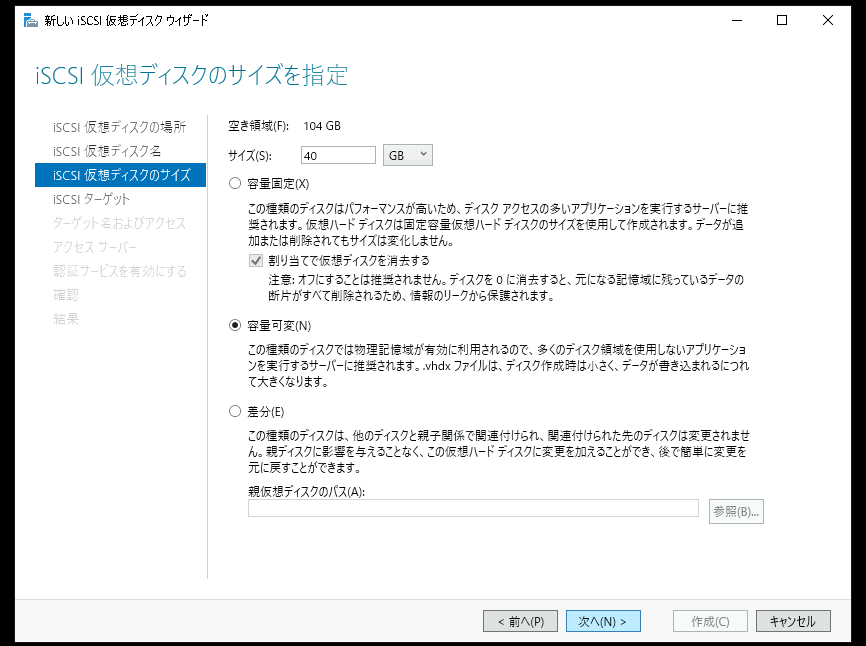 新しい iSCSI 仮想ディスク ウィザード
iSCSI 仮想ディスクのサイズを指定
iSCSI 仮想ディスクの場所
iSCSI 仮想ディスク名
iSCSI 仮想ディスクのサイズ
iSCSI ターゲット
ターゲット名およびアクセス
アクセス サーバー
認証サービスを有効にする
確認
結果
空き領域(F): 104 GB
サイズ(S): 40 GB
容量固定(X)
この種類のディスクはパフォーマンスが高いため、ディスク アクセスの多いアプリケーションを実行するサーバーに推
奨されます。仮想ハード ディスクは固定容量仮想ハード ディスクのサイズを使用して作成されます。データが追
加または削除されてもサイズは変化しません。
割り当てで仮想ディスクを消去する
注意: オフにすることは推奨されません。ディスクを 0 に消去すると、元になる記憶域に残っているデータの
断片がすべて削除されるため、情報のリークから保護されます。
容量可変(N)
この種類のディスクでは物理記憶域が有効に利用されるので、多くのディスク領域を使用しないアプリケーショ
ンを実行するサーバーに推奨されます。.vhdx ファイルは、ディスク作成時は小さく、データが書き込まれるにつれ
て大きくなります。
差分(E)
この種類のディスクは、他のディスクと親子関係で関連付けられ、関連付けられた先のディスクは変更されませ
ん。親ディスクに影響を与えることなく、この仮想ハード ディスクに変更を加えることができ、後で簡単に変更を
元に戻すことができます。
親仮想ディスクのパス(A):
参照(B)...
< 前へ(P) 次へ(N) > 作成(C) キャンセル